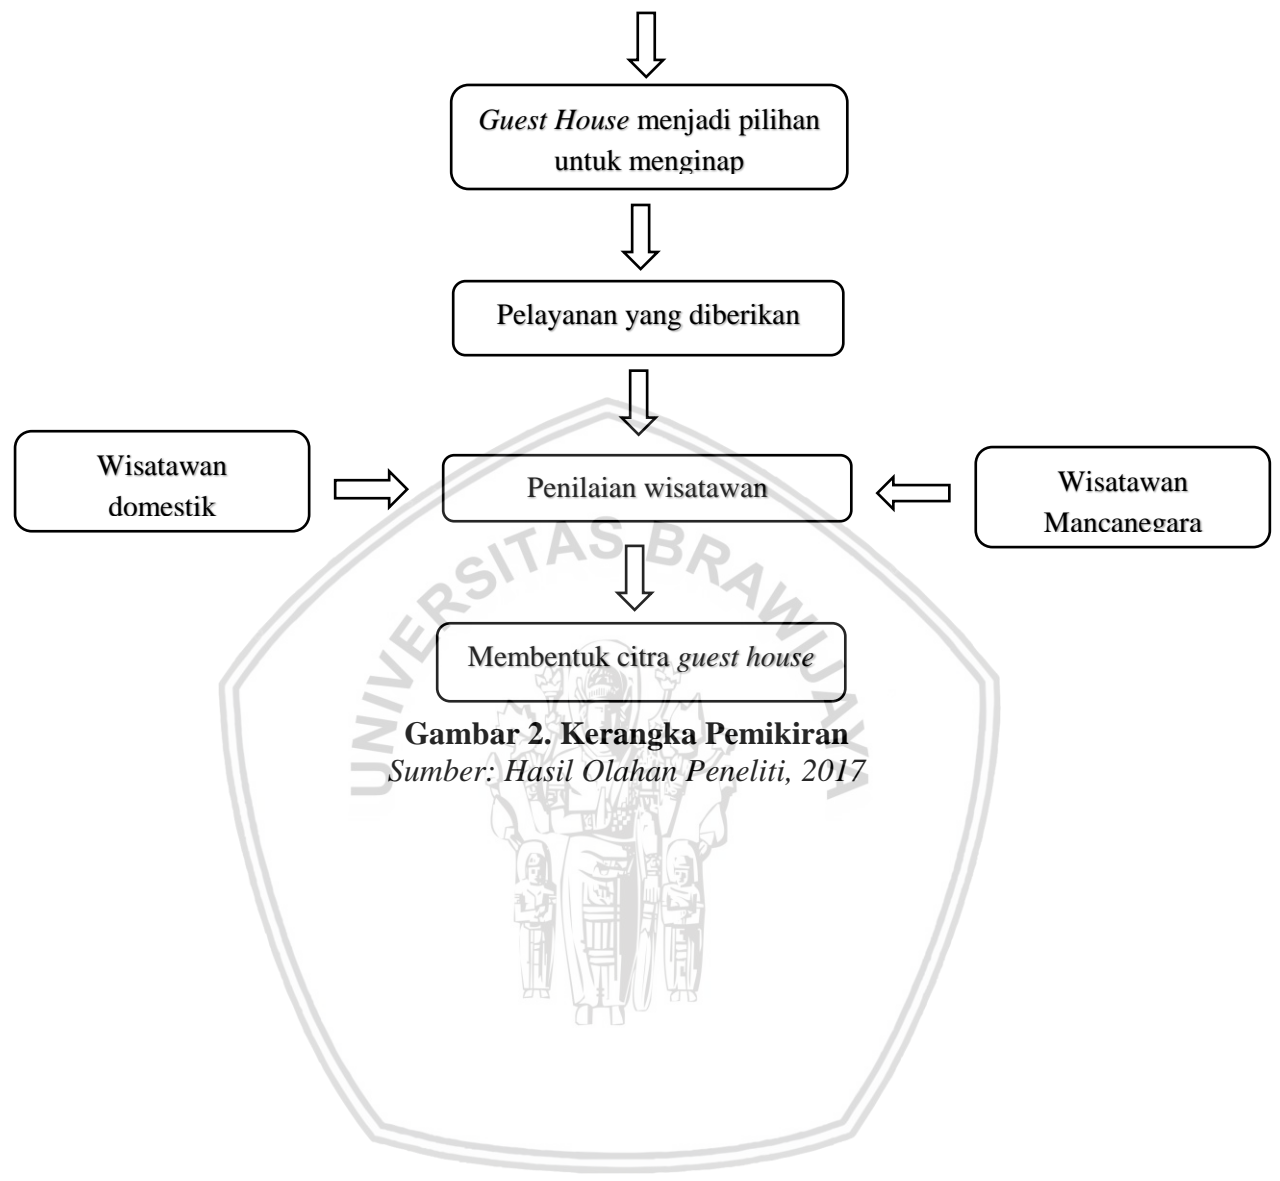 Guest House menjadi pilihan
untuk menginap
Pelayanan yang diberikan
Wisatawan
domestik
Penilaian wisatawan
Wisatawan
Mancanegara
Membentuk citra guest house
Gambar 2. Kerangka Pemikiran
Sumber: Hasil Olahan Peneliti, 2017
UNIVERSITAS BRAWIJAYA